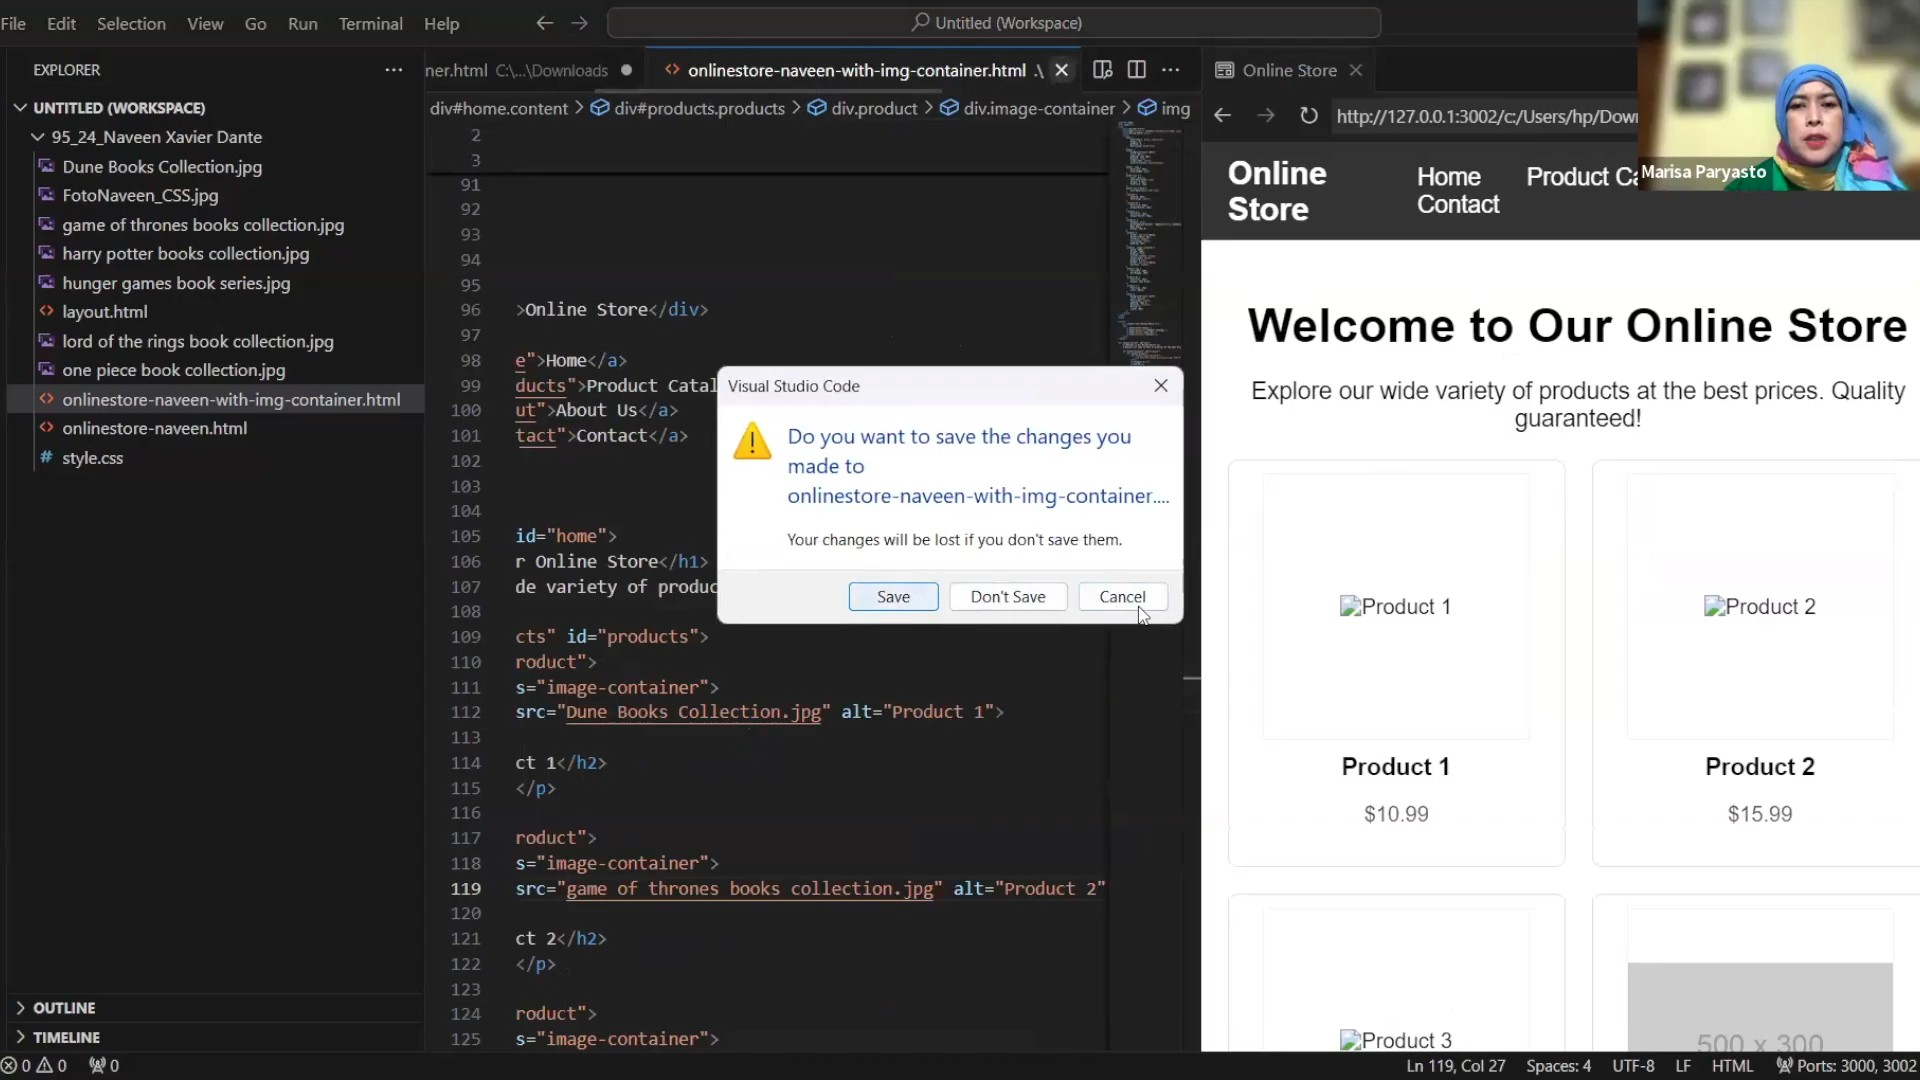 File Edit Selection View Go Run Terminal Help
Untitled (Workspace)
EXPLORER
UNTITLED (WORKSPACE)
95_24_Naveen Xavier Dante
Dune Books Collection.jpg
FotoNaveen_CSS.jpg
game of thrones books collection.jpg
harry potter books collection.jpg
hunger games book series.jpg
layout.html
lord of the rings book collection.jpg
one piece book collection.jpg
onlinestore-naveen-with-img-container.html
onlinestore-naveen.html
style.css
OUTLINE
TIMELINE
ner.html C:\...\Downloads
onlinestore-naveen-with-img-container.html .\
div#home.content > div#products.products > div.product > div.image-container > img
2
3
91
92
93
94
95
96 >Online Store</div>
97
98 e">Home</a>
99 ducts">Product Catal
100 ut">About Us</a>
101 tact">Contact</a>
102
103
104
105 id="home">
106 r Online Store</h1>
107 de variety of produc
108
109 cts" id="products">
110 roduct">
111 s="image-container">
112 src="Dune Books Collection.jpg" alt="Product 1">
113
114 ct 1</h2>
115 </p>
116
117 roduct">
118 s="image-container">
119 src="game of thrones books collection.jpg" alt="Product 2"
120
121 ct 2</h2>
122 </p>
123
124 roduct">
125 s="image-container">
Visual Studio Code
Do you want to save the changes you
made to
onlinestore-naveen-with-img-container....
Your changes will be lost if you don't save them.
Save Don't Save Cancel
Online Store
http://127.0.0.1:3002/c:/Users/hp/Dow
Marisa Paryasto
Online
Store
Home Product Ca
Contact
Welcome to Our Online Store
Explore our wide variety of products at the best prices. Quality
guaranteed!
Product 1 Product 2
Product 1 Product 2
$10.99 $15.99
Product 3 500 x 300
0 0 0
Ln 119, Col 27 Spaces: 4 UTF-8 LF HTML Ports: 3000, 3002